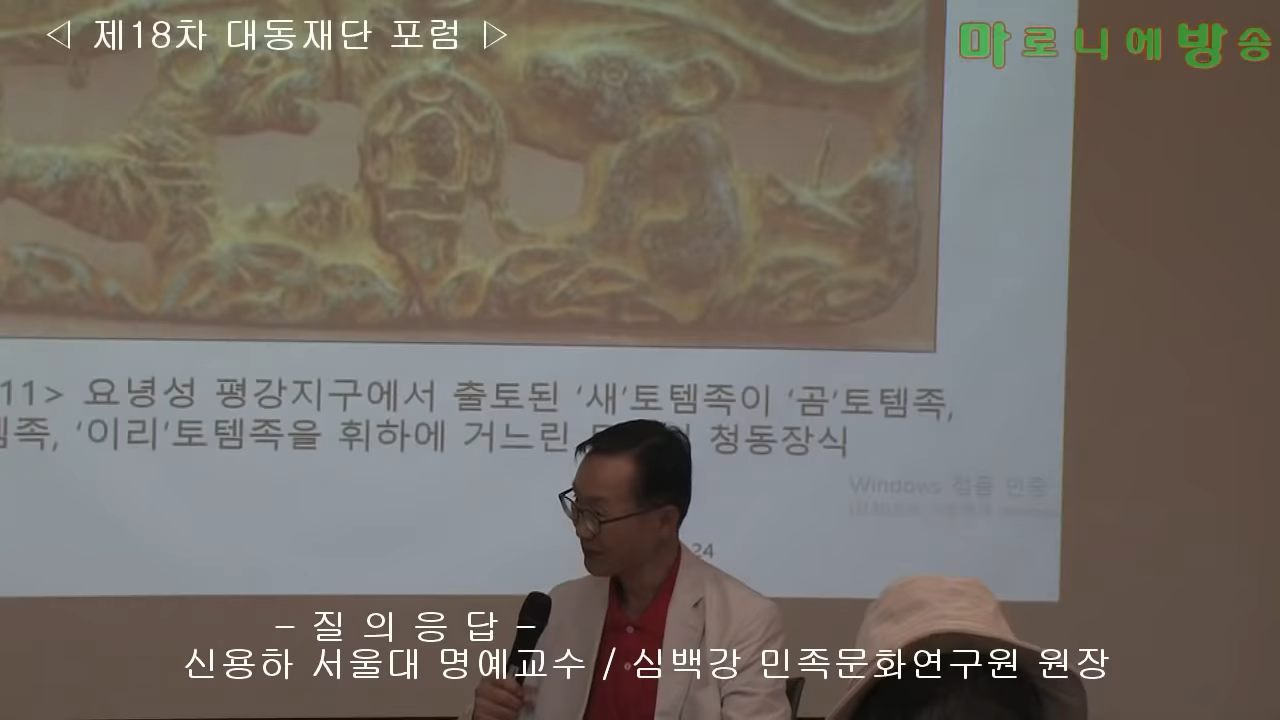 ◁ 제18차 대동재단 포럼 ▷
마로니에방송
11> 요녕성 평강지구에서 출토된 ‘새’토템족이 ‘곰’토템족,
템족, ‘이리’토템족을 휘하에 거느린 청동장식
Windows 정품 인증
24
- 질 의 응 답 -
신용하 서울대 명예교수 / 심백강 민족문화연구원 원장